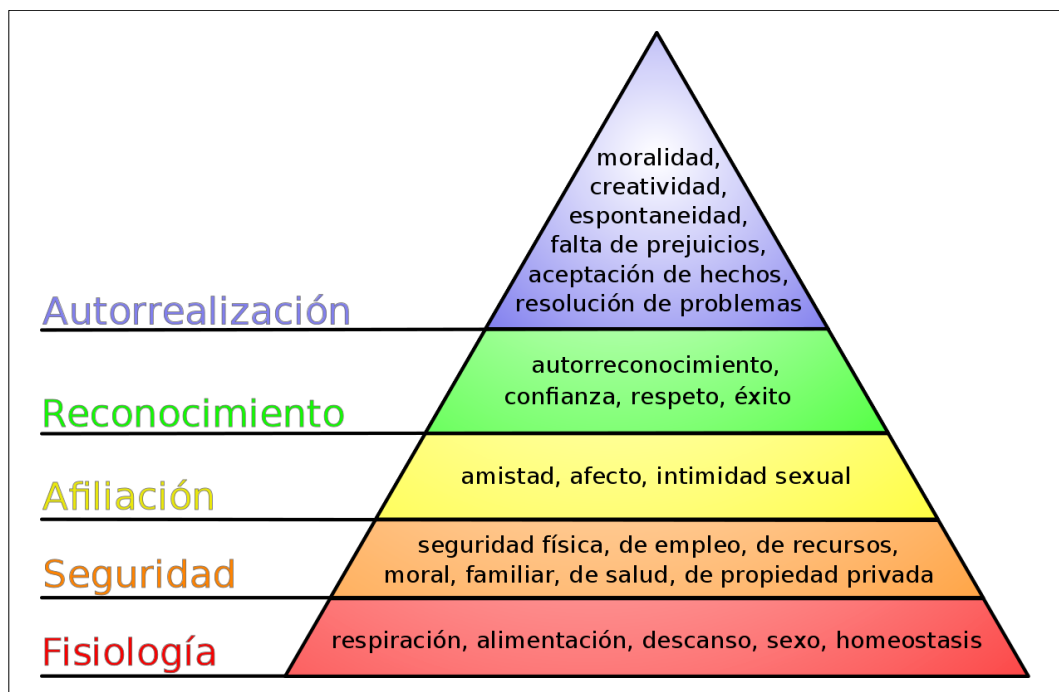 moralidad,
creatividad,
espontaneidad,
falta de prejuicios,
aceptación de hechos,
resolución de problemas
Autorrealización
autorreconocimiento,
confianza, respeto, éxito
Reconocimiento
amistad, afecto, intimidad sexual
Afiliación
seguridad física, de empleo, de recursos,
moral, familiar, de salud, de propiedad privada
Seguridad
respiración, alimentación, descanso, sexo, homeostasis
Fisiología